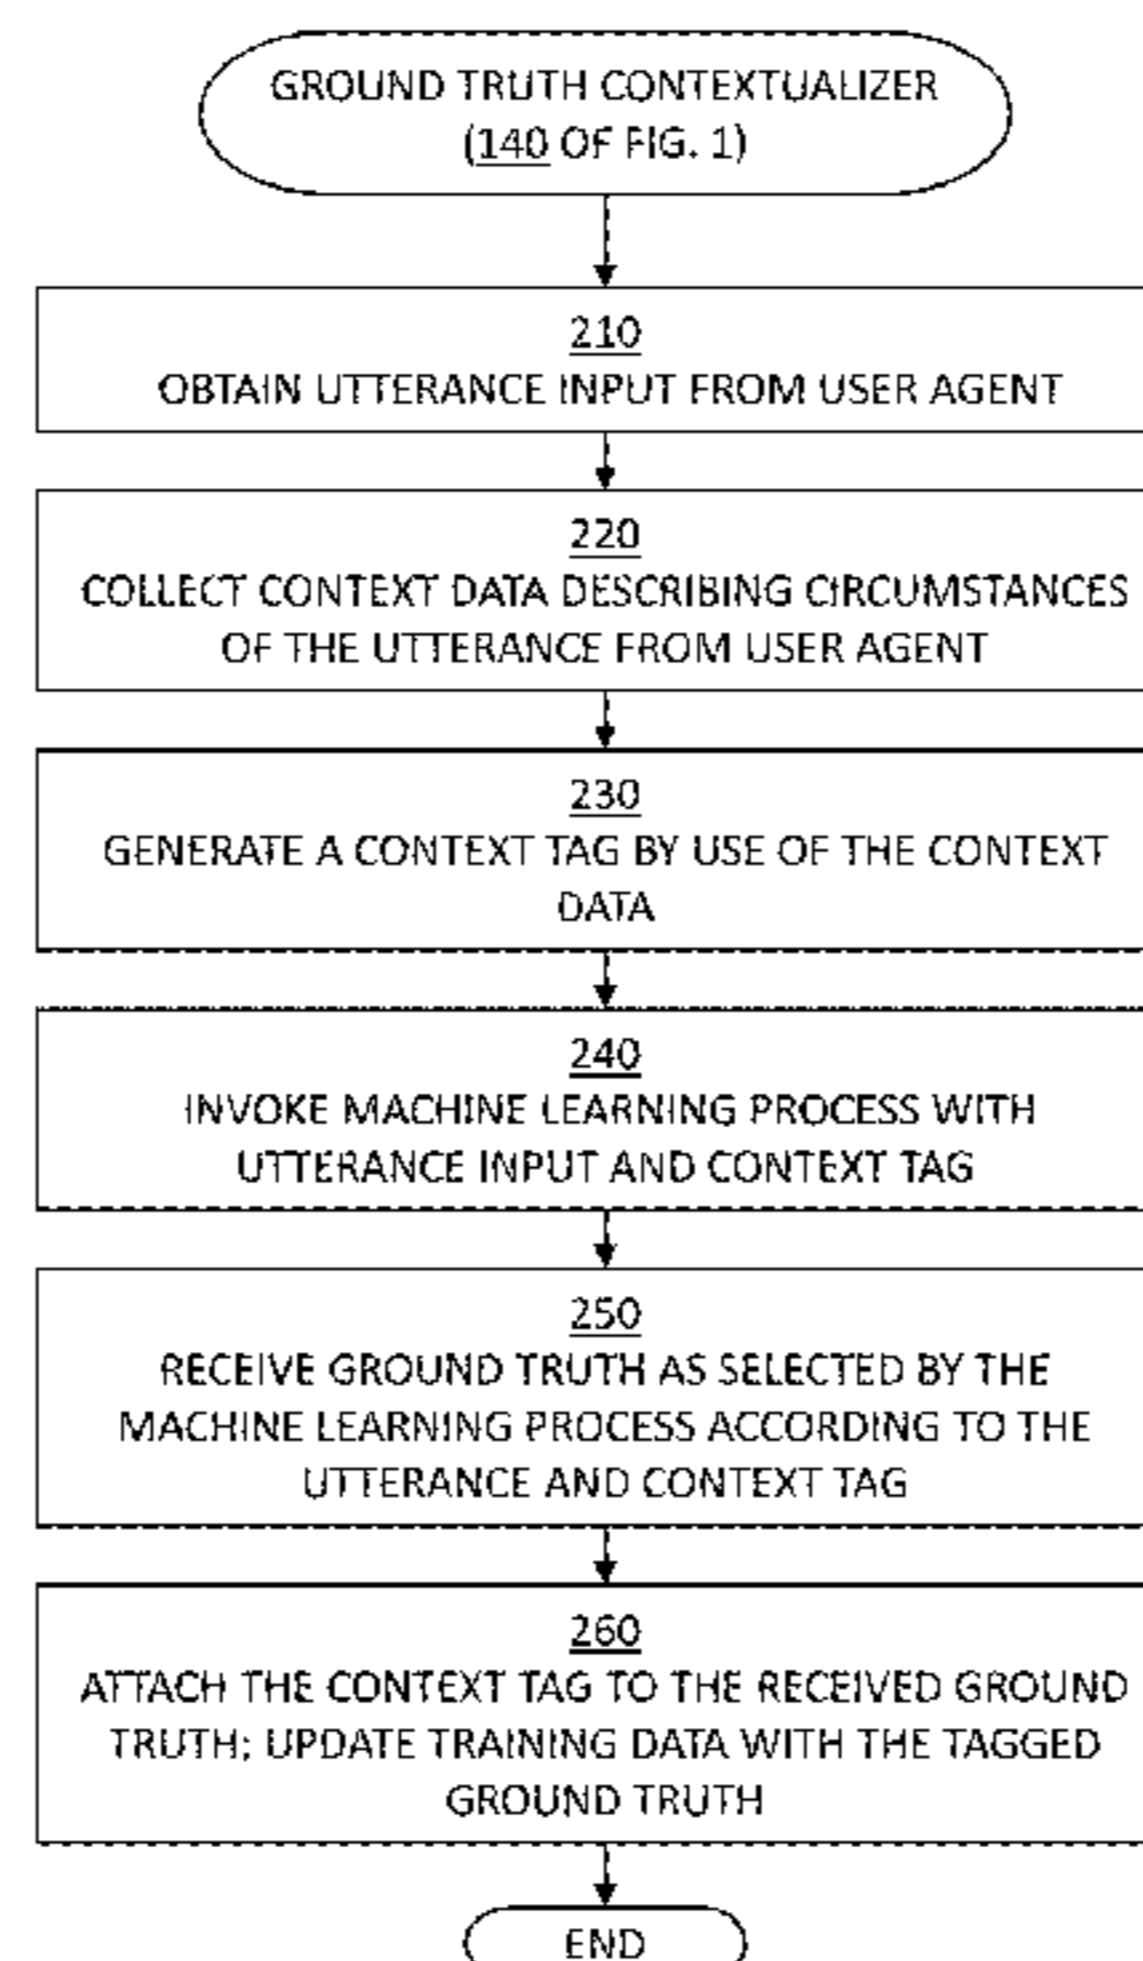 GROUND TRUTH CONTEXTUALIZER
(140 OF FIG. 1)
210
OBTAIN UTTERANCE INPUT FROM USER AGENT
220
COLLECT CONTEXT DATA DESCRIBING CIRCUMSTANCES
OF THE UTTERANCE FROM USER AGENT
230
GENERATE A CONTEXT TAG BY USE OF THE CONTEXT
DATA
240
INVOKE MACHINE LEARNING PROCESS WITH
UTTERANCE INPUT AND CONTEXT TAG
250
RECEIVE GROUND TRUTH AS SELECTED BY THE
MACHINE LEARNING PROCESS ACCORDING TO THE
UTTERANCE AND CONTEXT TAG
260
ATTACH THE CONTEXT TAG TO THE RECEIVED GROUND
TRUTH; UPDATE TRAINING DATA WITH THE TAGGED
GROUND TRUTH
END